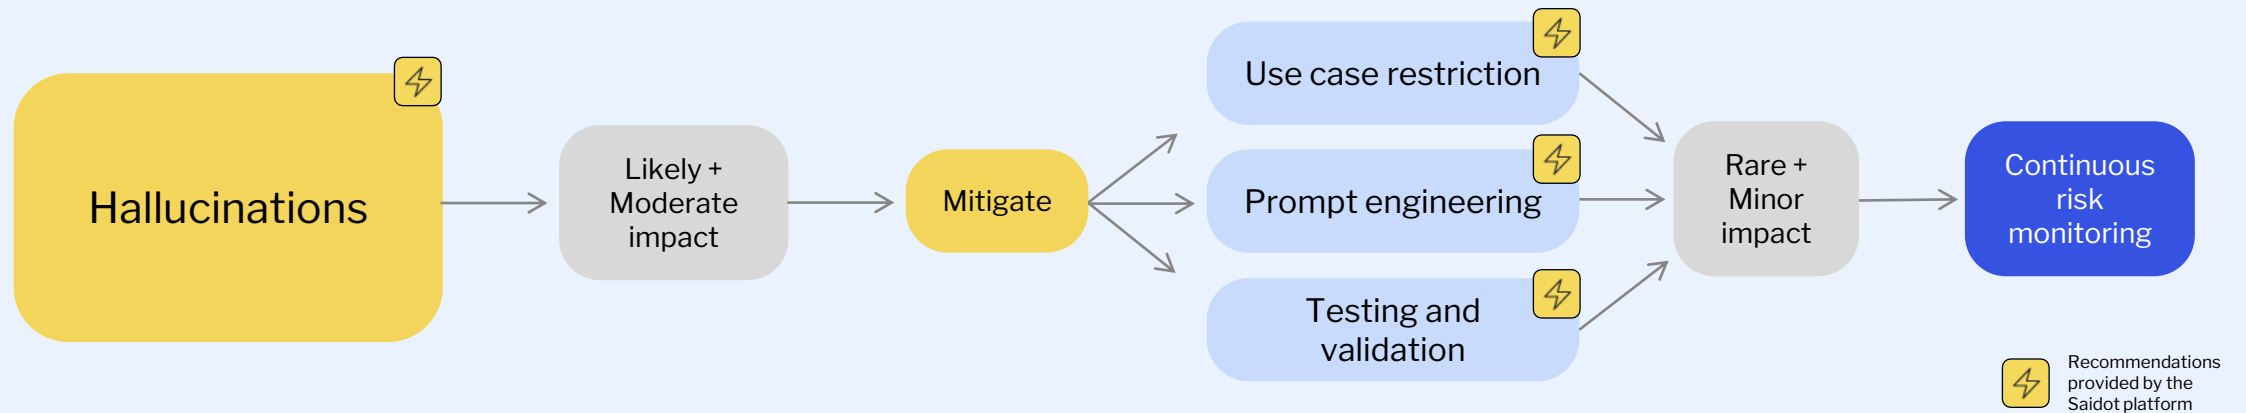 Hallucinations
Likely +
Moderate
impact
Mitigate
Use case restriction
Prompt engineering
Testing and
validation
Rare +
Minor
impact
Continuous
risk
monitoring
Recommendations
provided by the
Saidot platform